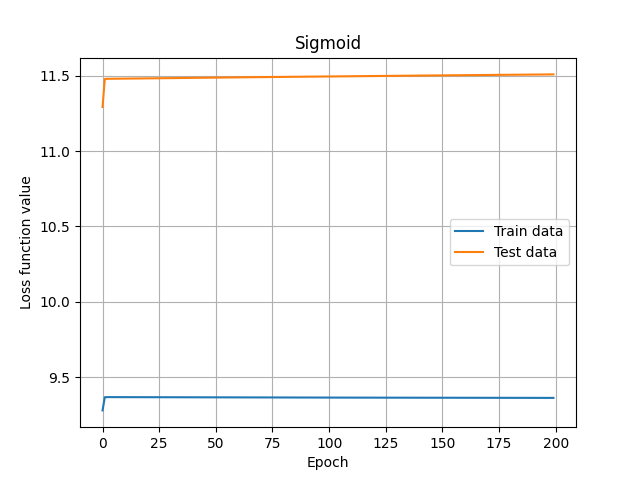 Sigmoid
Loss function value
11.5
11.0
10.5
10.0
9.5
Train data
Test data
0 25 50 75 100 125 150 175 200
Epoch